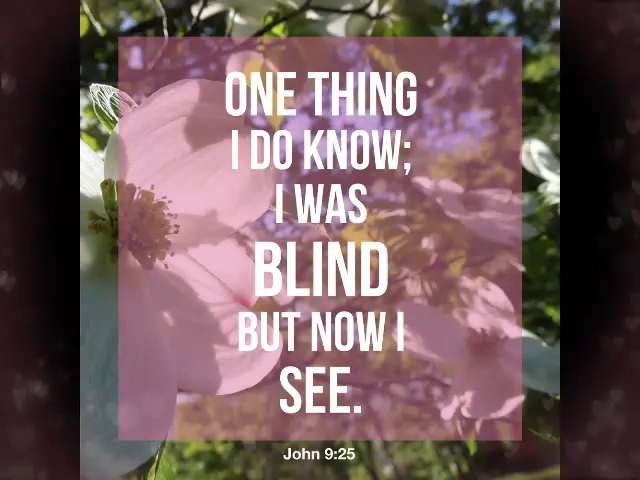 ONE THING
I DO KNOW;
I WAS
BLIND
BUT NOW I
SEE.
John 9:25